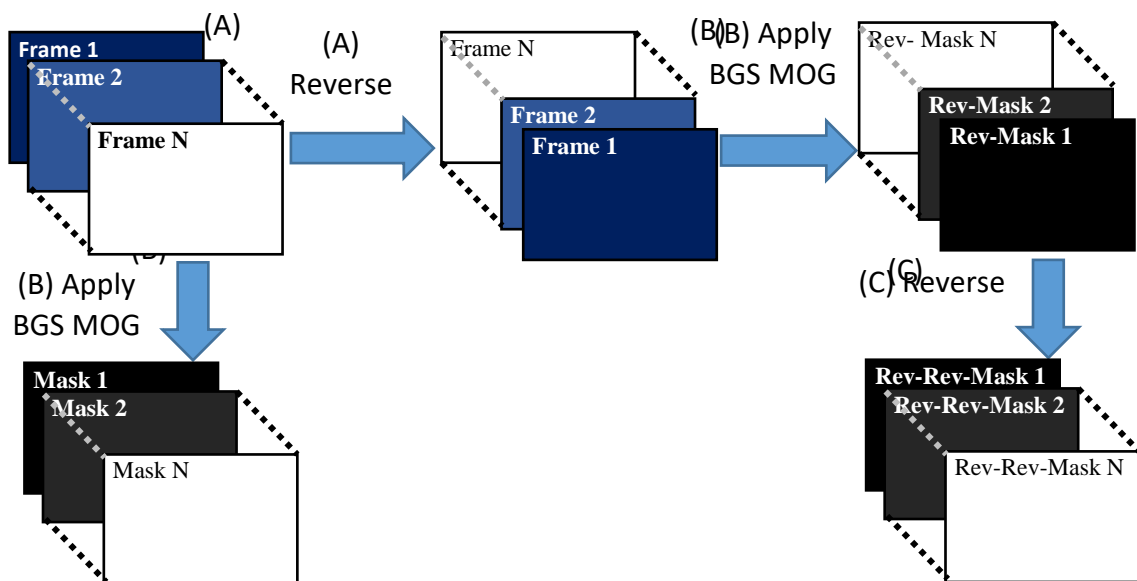 (A)
Frame 1
Frame 2
Frame N
(A)
Reverse
Frame N
Frame 2
Frame 1
(B)
(B) Apply
BGS MOG
Rev- Mask N
Rev-Mask 2
Rev-Mask 1
(B) Apply
BGS MOG
(C)
(C) Reverse
Mask 1
Mask 2
Mask N
Rev-Rev-Mask 1
Rev-Rev-Mask 2
Rev-Rev-Mask N